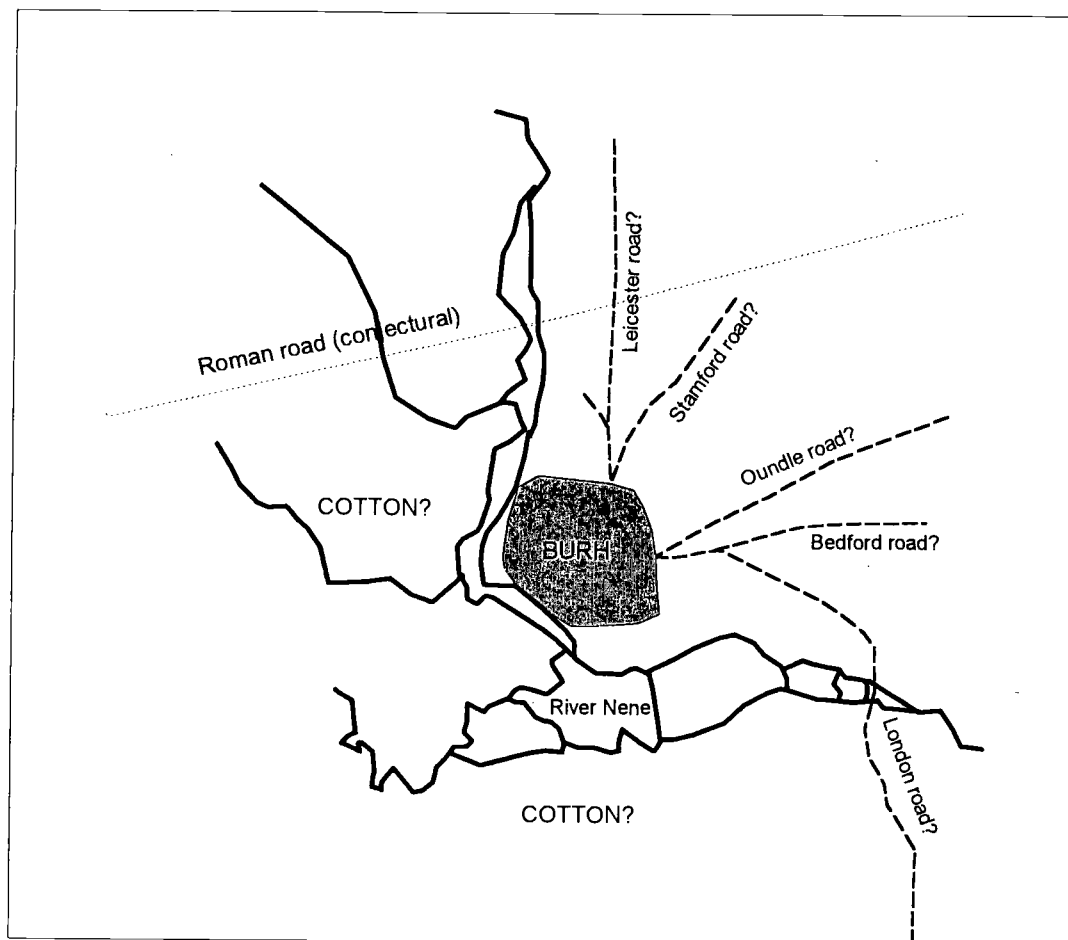 Leicester road?
Roman road (conjectural)
Stamford road?
Oundle road?
COTTON?
BURH
Bedford road?
River Nene
London road?
COTTON?